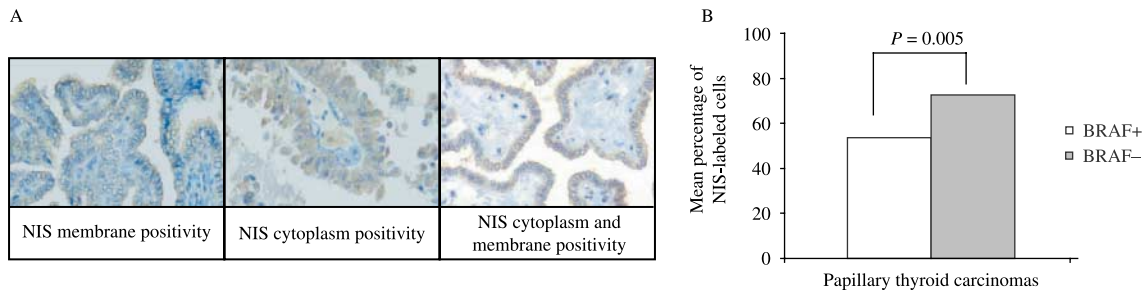 A
NIS membrane positivity
NIS cytoplasm positivity
NIS cytoplasm and
membrane positivity
B
Mean percentage of
NIS-labeled cells
100
80
60
40
20
0
P = 0.005
Papillary thyroid carcinomas
BRAF+
BRAF–